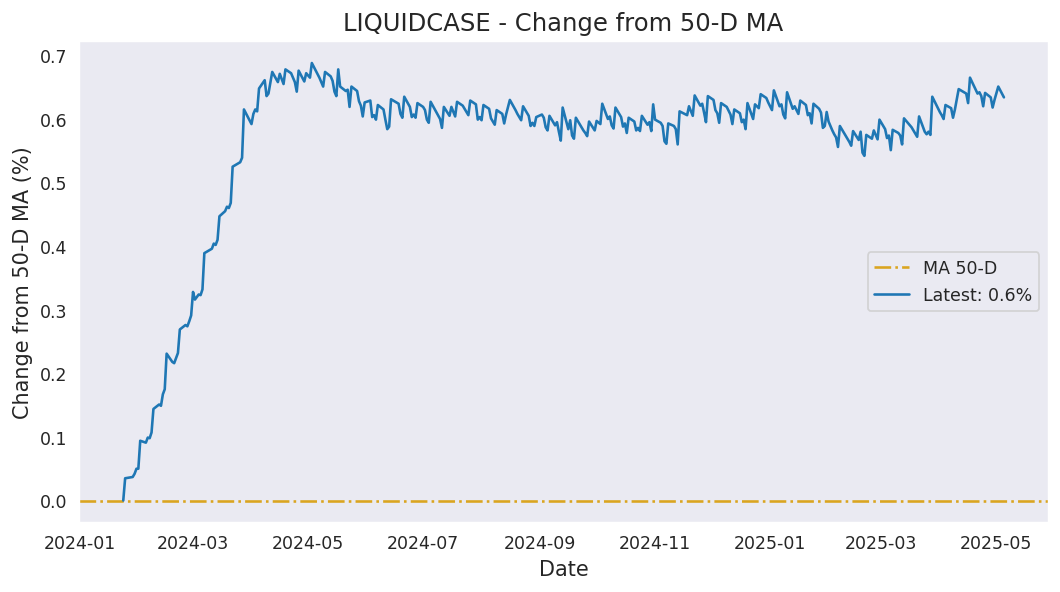 LIQUIDCASE - Change from 50-D MA
Change from 50-D MA (%)
0.7
0.6
0.5
0.4
0.3
0.2
0.1
0.0
MA 50-D
Latest: 0.6%
2024-01 2024-03 2024-05 2024-07 2024-09 2024-11 2025-01 2025-03 2025-05
Date